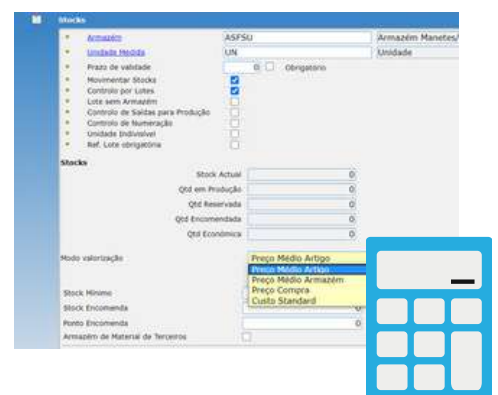 Stocks
Armazém ASFSU Armazém Manetes/
Unidade Medida UN Unidade
Prazo de validade 0 Obrigatório
Movimentar Stocks
Controlo por Lotes
Lote sem Armazém
Controlo de Saídas para Produção
Controlo de Numeração
Unidade Indivisível
Ref. Lote obrigatória
Stocks
Stock Actual 0
Qtd em Produção 0
Qtd Reservada 0
Qtd Encomendada 0
Qtd Económica 0
Modo valorização Preço Médio Artigo
Preço Médio Artigo
Preço Médio Armazém
Stock Mínimo Preço Compra
Stock Encomenda Custo Standard 0
Ponto Encomenda 0
Armazém de Material de Terceiros